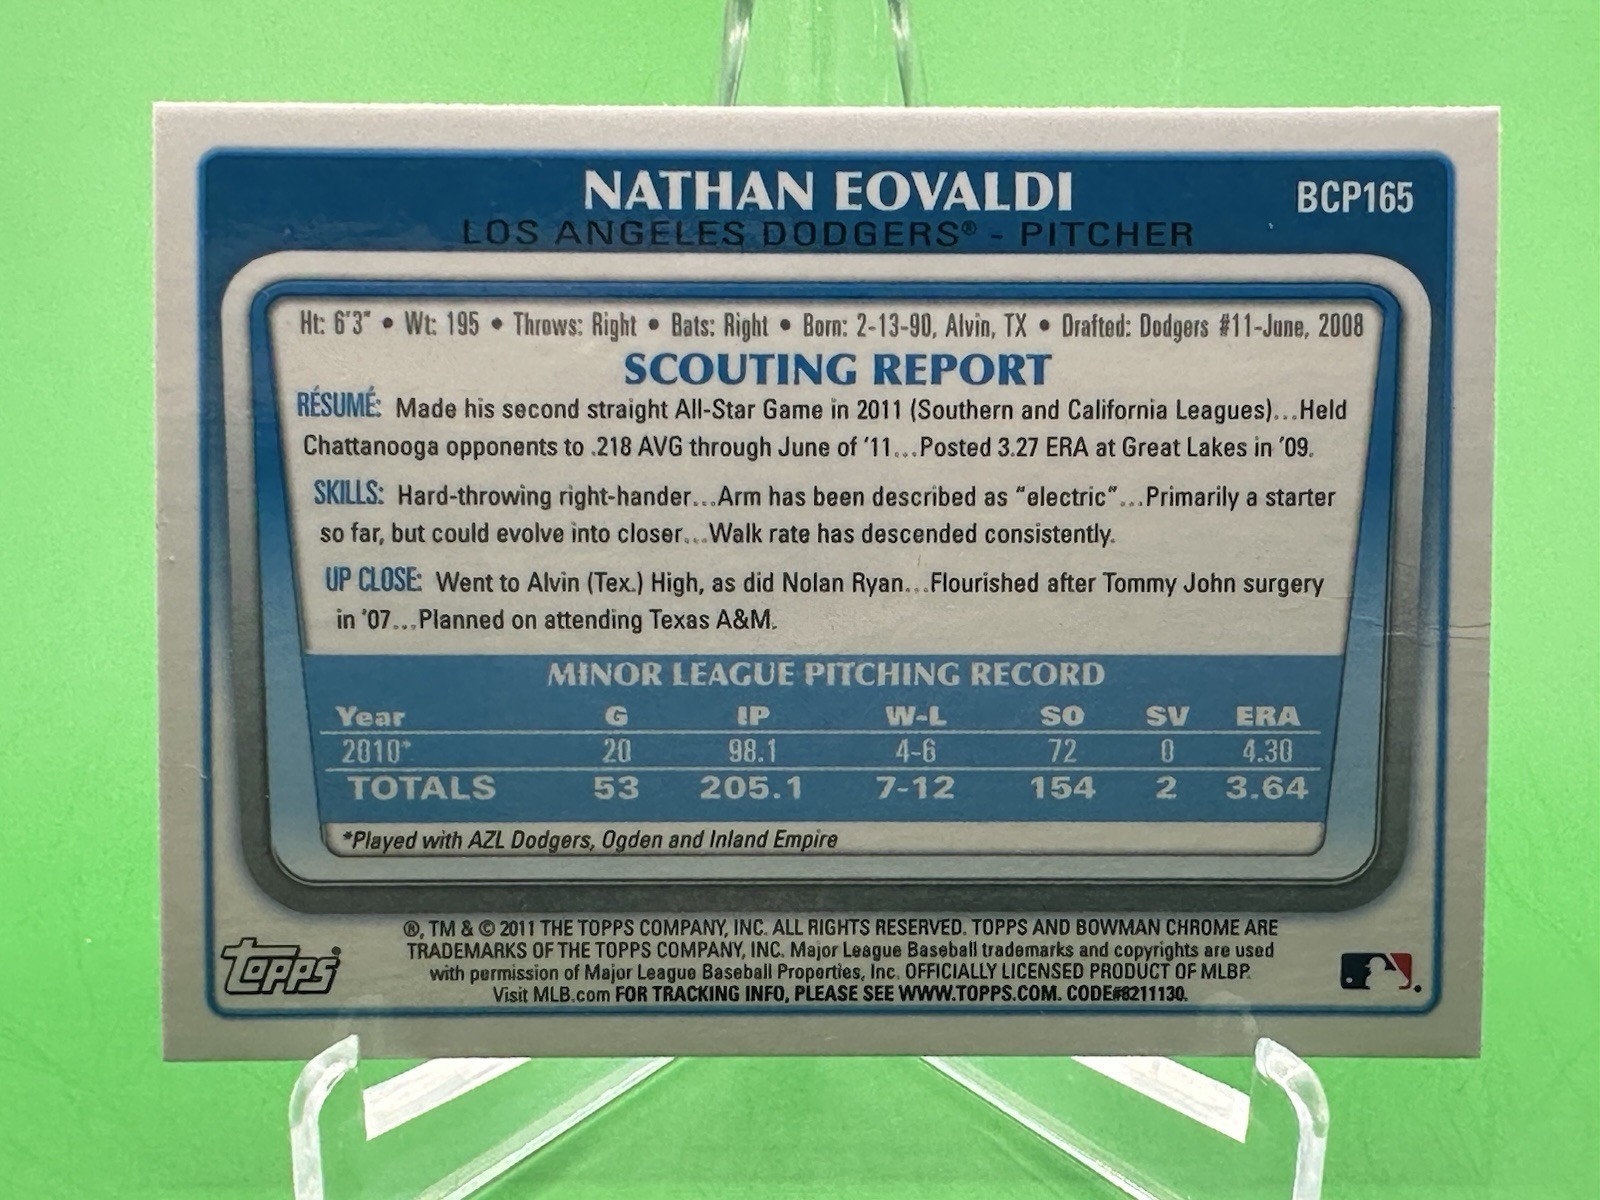 NATHAN EOVALDI
BCP165
LOS ANGELES DODGERS® - PITCHER
Ht: 6'3" • Wt: 195 • Throws: Right • Bats: Right • Born: 2-13-90, Alvin, TX • Drafted: Dodgers #11-June, 2008
SCOUTING REPORT
RÉSUMÉ: Made his second straight All-Star Game in 2011 (Southern and California Leagues)...Held
Chattanooga opponents to .218 AVG through June of '11...Posted 3.27 ERA at Great Lakes in '09.
SKILLS: Hard-throwing right-hander...Arm has been described as "electric"...Primarily a starter
so far, but could evolve into closer...Walk rate has descended consistently.
UP CLOSE: Went to Alvin (Tex.) High, as did Nolan Ryan...Flourished after Tommy John surgery
in '07...Planned on attending Texas A&M.
MINOR LEAGUE PITCHING RECORD
Year G IP W-L SO SV ERA
2010* 20 98.1 4-6 72 0 4.30
TOTALS 53 205.1 7-12 154 2 3.64
*Played with AZL Dodgers, Ogden and Inland Empire
®, TM & © 2011 THE TOPPS COMPANY, INC. ALL RIGHTS RESERVED. TOPPS AND BOWMAN CHROME ARE
TRADEMARKS OF THE TOPPS COMPANY, INC. Major League Baseball trademarks and copyrights are used
with permission of Major League Baseball Properties, Inc. OFFICIALLY LICENSED PRODUCT OF MLBP.
Visit MLB.com FOR TRACKING INFO, PLEASE SEE WWW.TOPPS.COM. CODE#8211130.
Topps